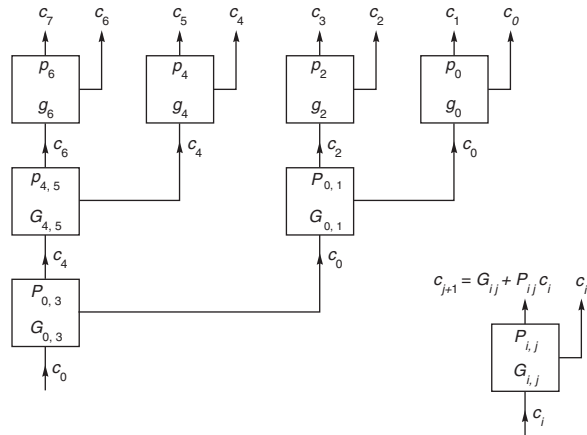 c7 c6 c5 c4 c3 c2 c1 c0
p6 p4 p2 p0
g6 g4 g2 g0
c6 c4 c2 c0
p4, 5 P0, 1
G4, 5 G0, 1
c4 c0
P0, 3
G0, 3
c0
cj+1 = Gi j + Pi j ci ci
Pi, j
Gi, j
ci